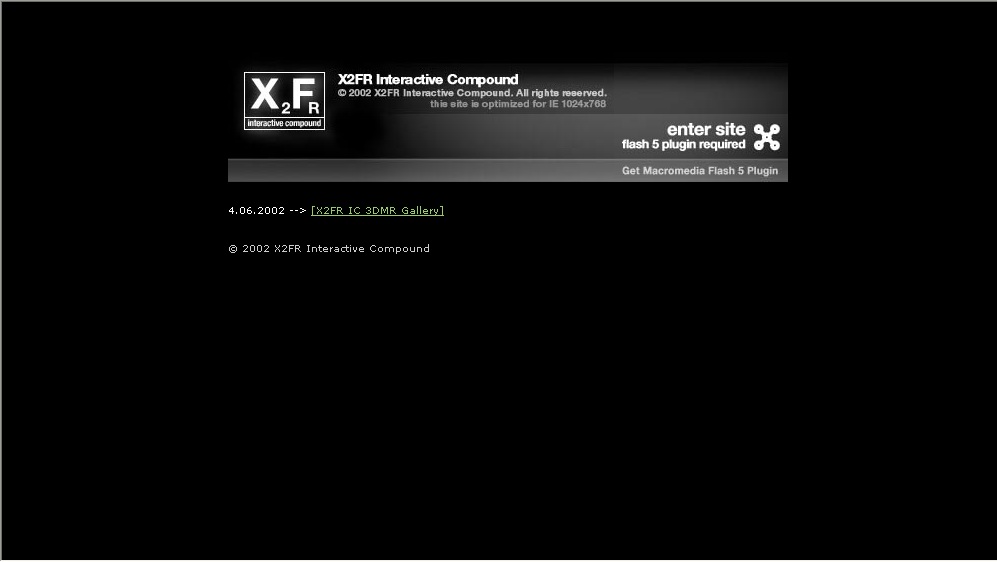 X2FR
interactive compound
X2FR Interactive Compound
© 2002 X2FR Interactive Compound. All rights reserved.
this site is optimized for IE 1024x768
enter site
flash 5 plugin required
Get Macromedia Flash 5 Plugin
4.06.2002 --> [X2FR IC 3DMR Gallery]
© 2002 X2FR Interactive Compound